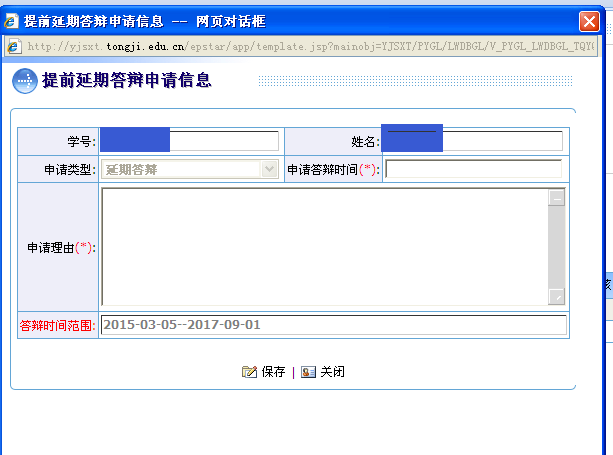 提前延期答辩申请信息 -- 网页对话框
http://yjsxt.tongji.edu.cn/epstar/app/template.jsp?mainobj=YJSXT/PYGL/LWDBGL/V_PYGL_LWDBGL_TQY
提前延期答辩申请信息
学号: 姓名:
申请类型: 延期答辩 申请答辩时间(*):
申请理由(*):
答辩时间范围: 2015-03-05--2017-09-01
保存 | 关闭